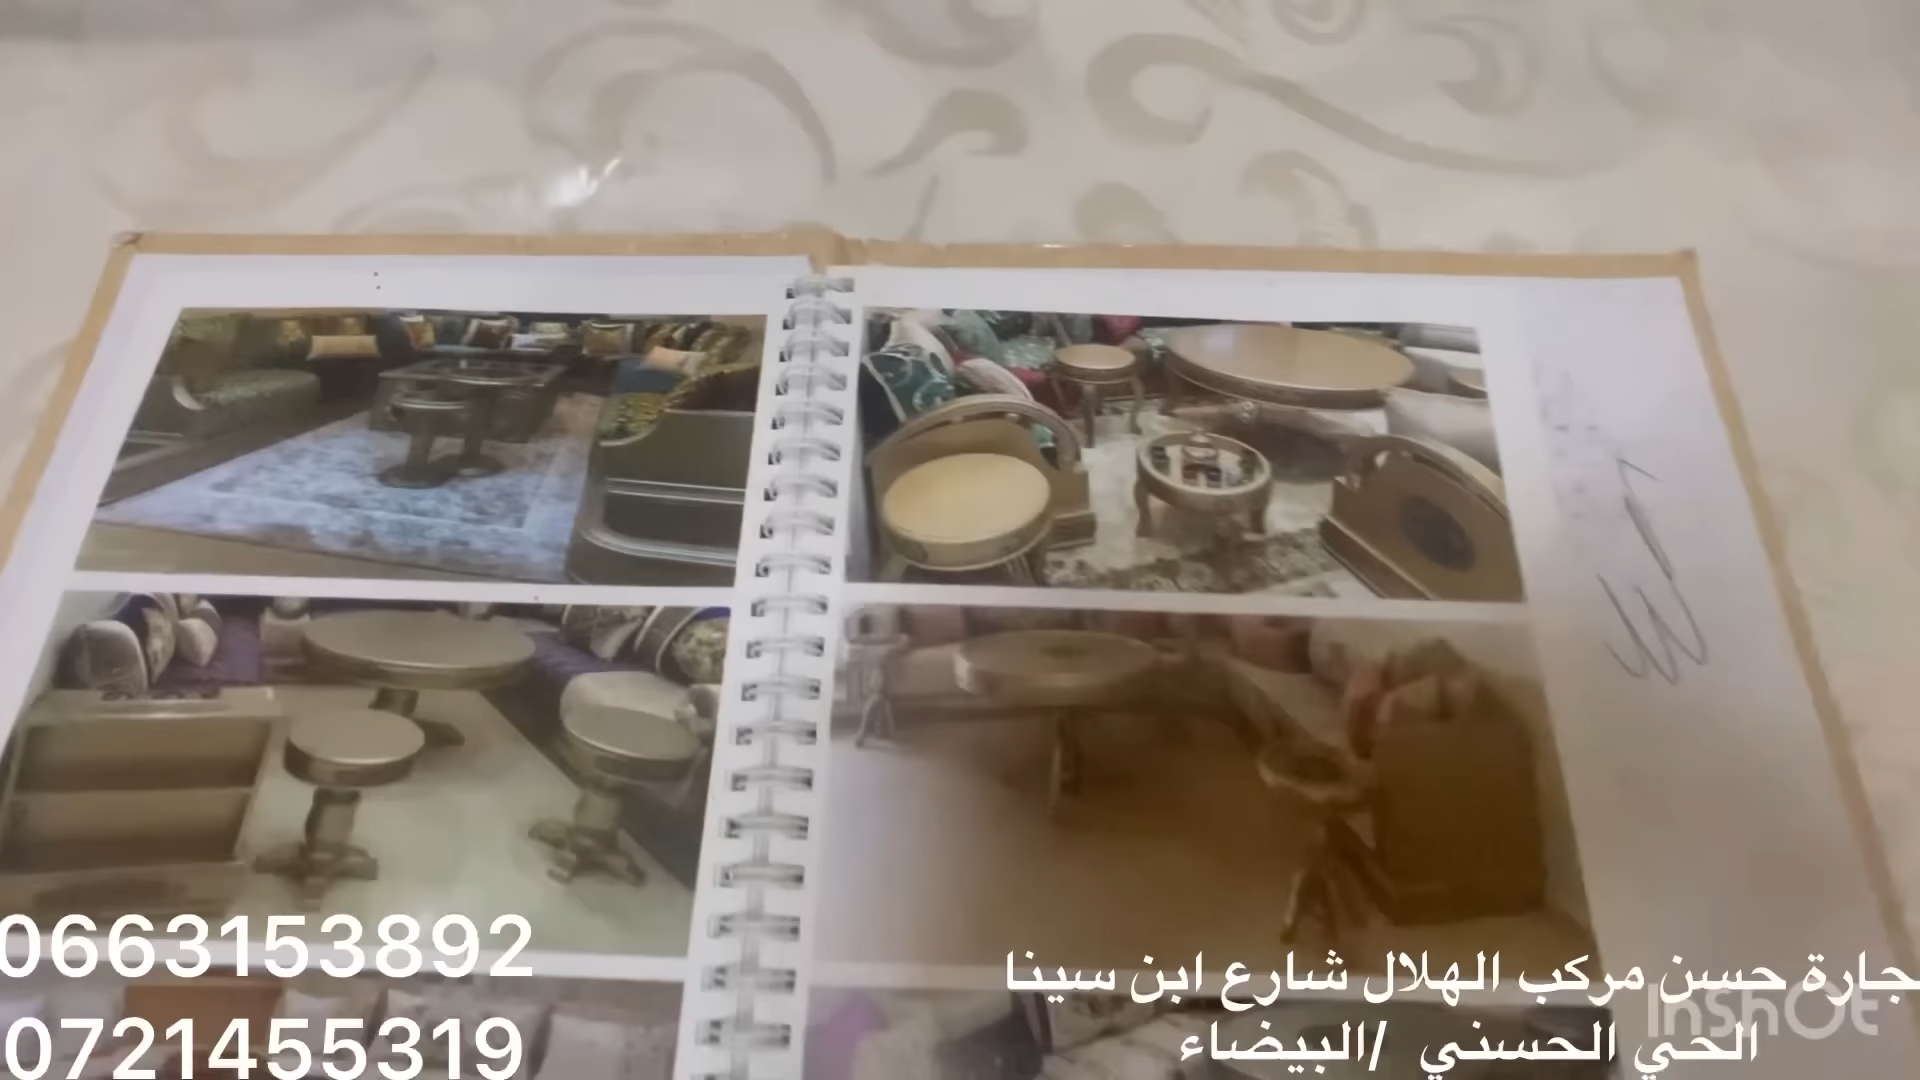 0663153892
0721455319
جارة حسن مركب الهلال شارع ابن سينا
الحي الحسني /البيضاء
InShOt